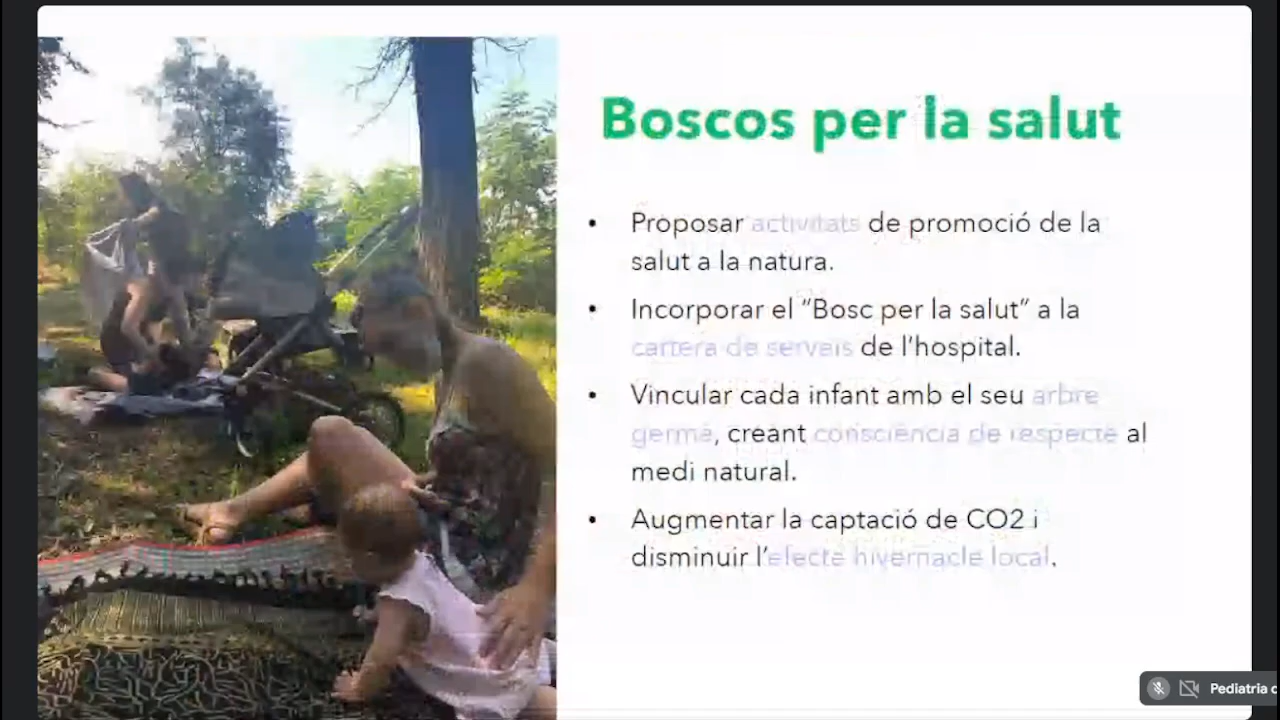 Boscos per la salut
• Proposar activitats de promoció de la
salut a la natura.
• Incorporar el “Bosc per la salut” a la
cartera de serveis de l’hospital.
• Vincular cada infant amb el seu arbre
germà, creant consciència de respecte al
medi natural.
• Augmentar la captació de CO2 i
disminuir l’efecte hivernacle local.
Pediatria